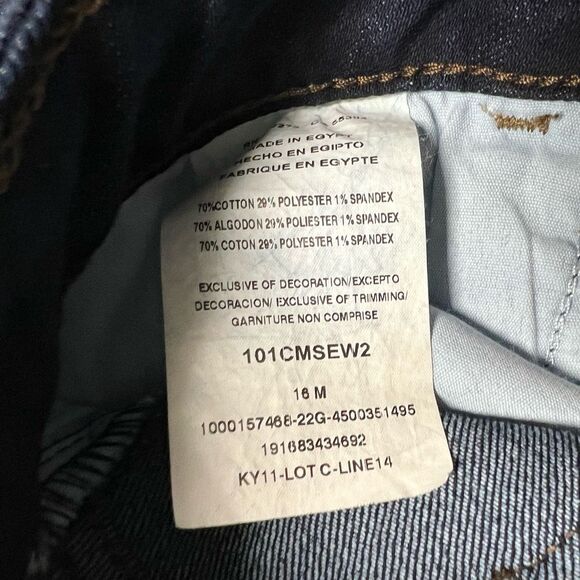 MADE IN EGYPT
HECHO EN EGIPTO
FABRIQUE EN EGYPTE
70%COTTON 29% POLYESTER 1% SPANDEX
70% ALGODON 29% POLIESTER 1% SPANDEX
70% COTON 29% POLYESTER 1% SPANDEX
EXCLUSIVE OF DECORATION/EXCEPTO
DECORACION/ EXCLUSIVE OF TRIMMING/
GARNITURE NON COMPRISE
101CMSEW2
16 M
1000157468-22G-4500351495
191683434692
KY11-LOT C-LINE14